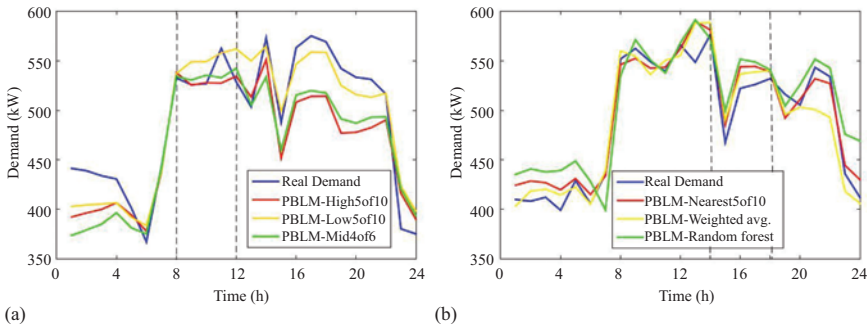 600
550
500
450
400
350
Demand (kW)
0 4 8 12 16 20 24
Time (h)
Real Demand
PBLM-High5of10
PBLM-Low5of10
PBLM-Mid4of6
(a)
600
550
500
450
400
350
Demand (kW)
0 4 8 12 16 20 24
Time (h)
Real Demand
PBLM-Nearest5of10
PBLM-Weighted avg.
PBLM-Random forest
(b)